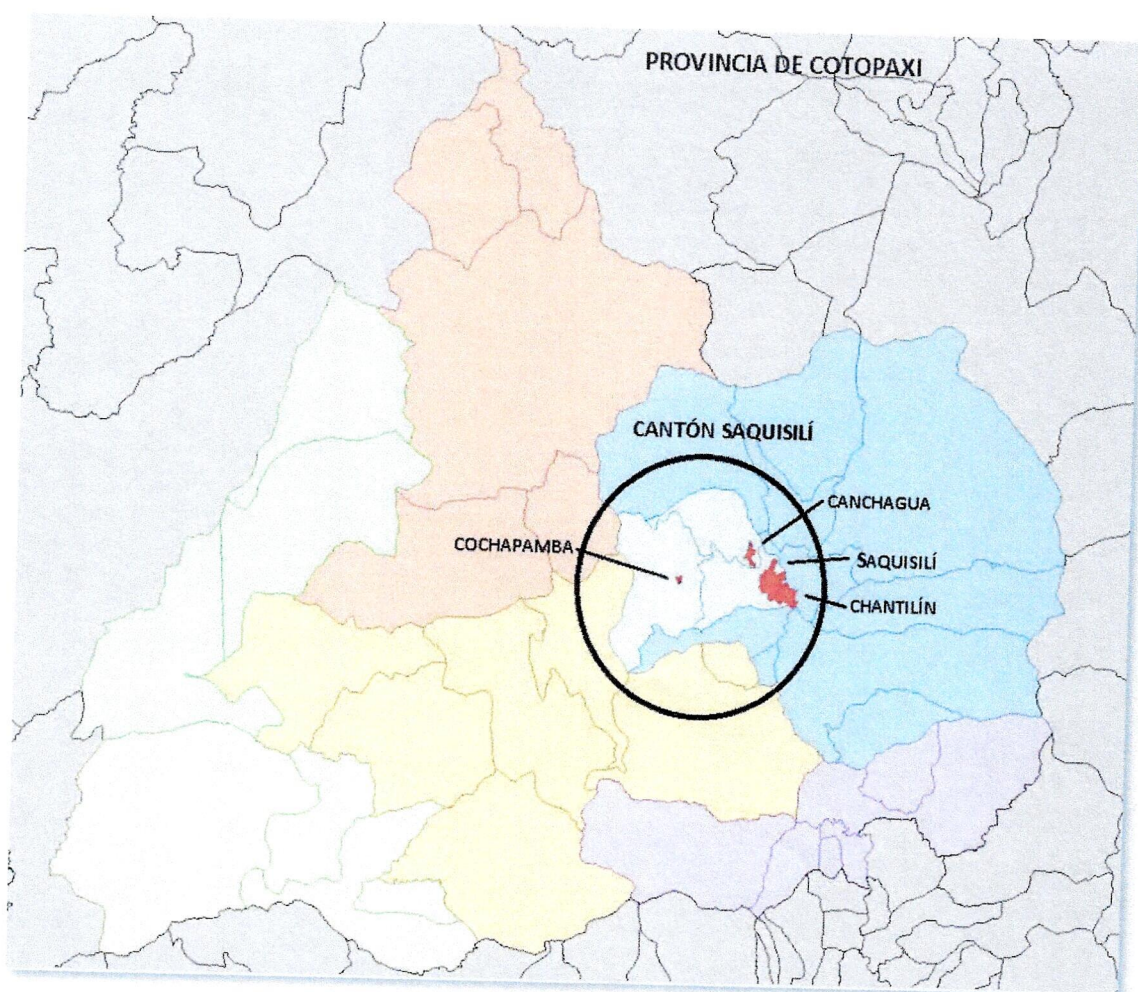 PROVINCIA DE COTOPAXI
CANTÓN SAQUISILÍ
CANCHAGUA
COCHAPAMBA
SAQUISILÍ
CHANTILÍN